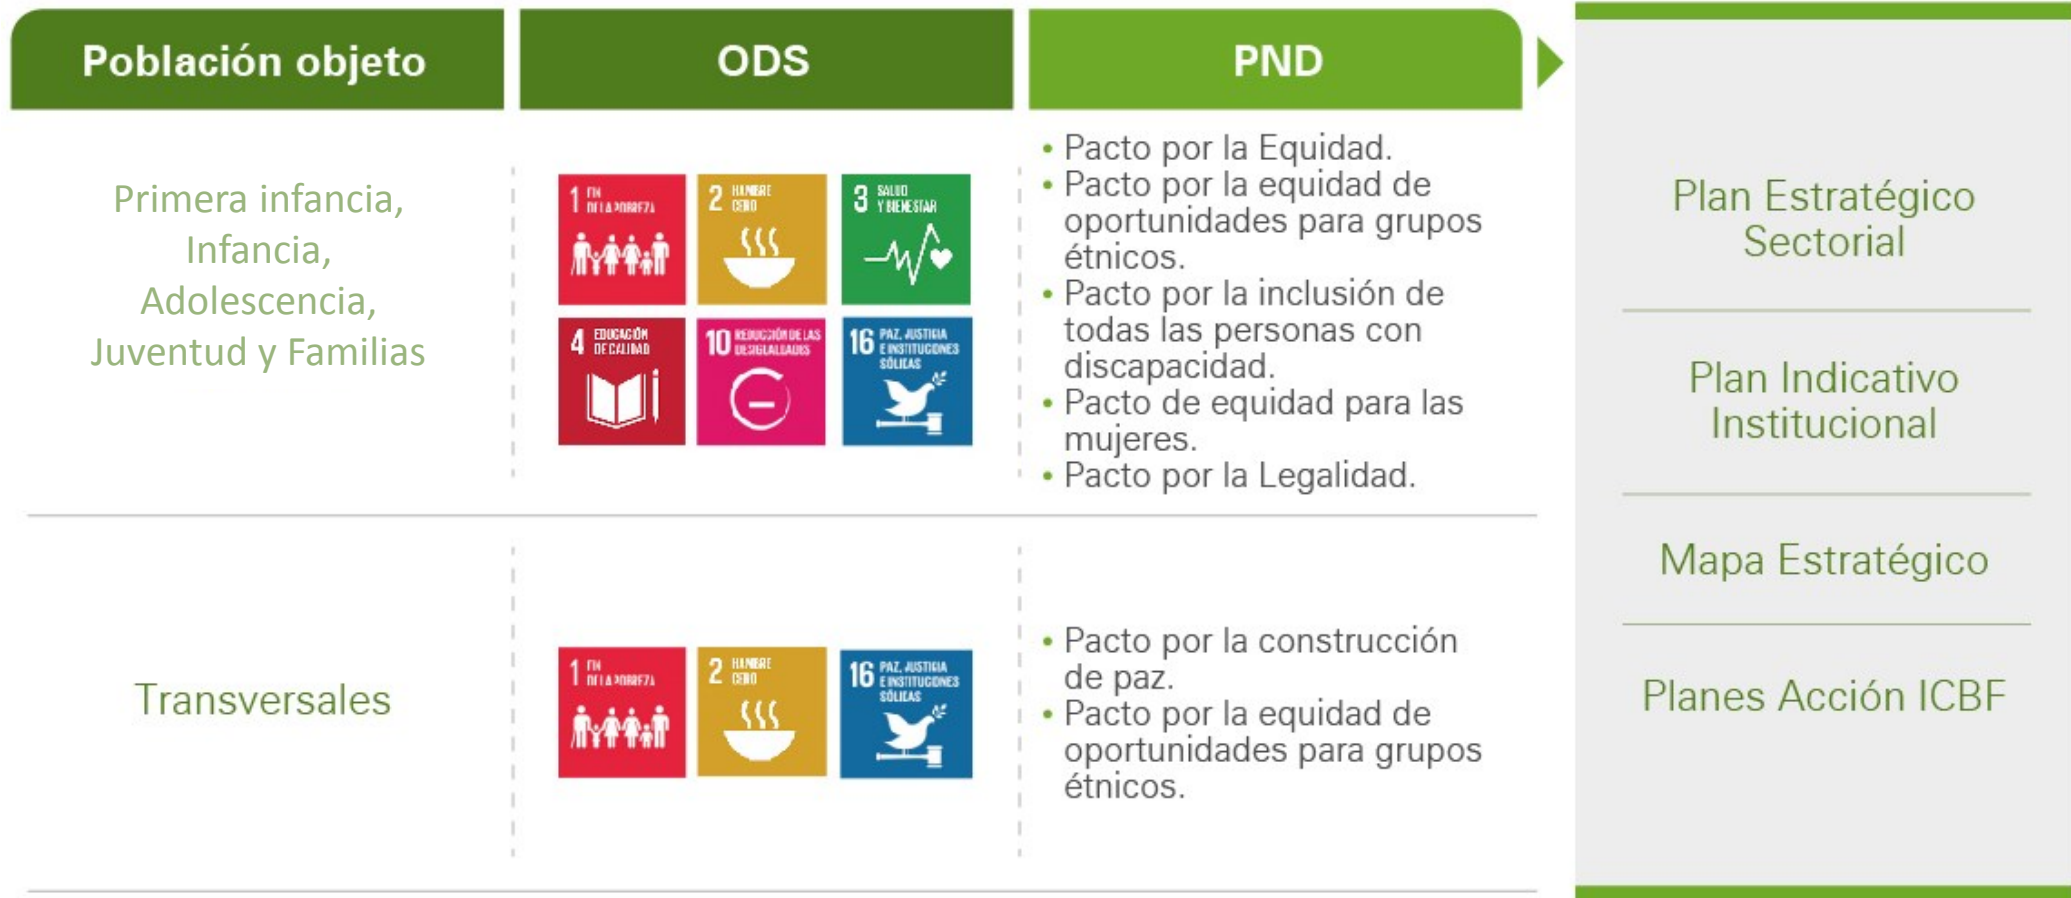 Población objeto
ODS
PND
Primera infancia,
Infancia,
Adolescencia,
Juventud y Familias
1 FIN
DE LA POBREZA
2 HAMBRE
CERO
3 SALUD
Y BIENESTAR
4 EDUCACIÓN
DE CALIDAD
10 REDUCCIÓN DE LAS
DESIGUALDADES
16 PAZ, JUSTICIA
E INSTITUCIONES
SÓLIDAS
• Pacto por la Equidad.
• Pacto por la equidad de
oportunidades para grupos
étnicos.
• Pacto por la inclusión de
todas las personas con
discapacidad.
• Pacto de equidad para las
mujeres.
• Pacto por la Legalidad.
Transversales
1 FIN
DE LA POBREZA
2 HAMBRE
CERO
16 PAZ, JUSTICIA
E INSTITUCIONES
SÓLIDAS
• Pacto por la construcción
de paz.
• Pacto por la equidad de
oportunidades para grupos
étnicos.
Plan Estratégico
Sectorial
Plan Indicativo
Institucional
Mapa Estratégico
Planes Acción ICBF